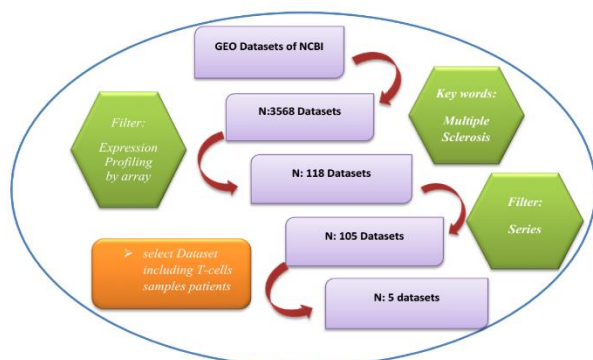 GEO Datasets of NCBI
Key words:
Multiple
Sclerosis
N:3568 Datasets
Filter:
Expression
Profiling
by array
N: 118 Datasets
Filter:
Series
N: 105 Datasets
➢ select Dataset
including T-cells
samples patients
N: 5 datasets